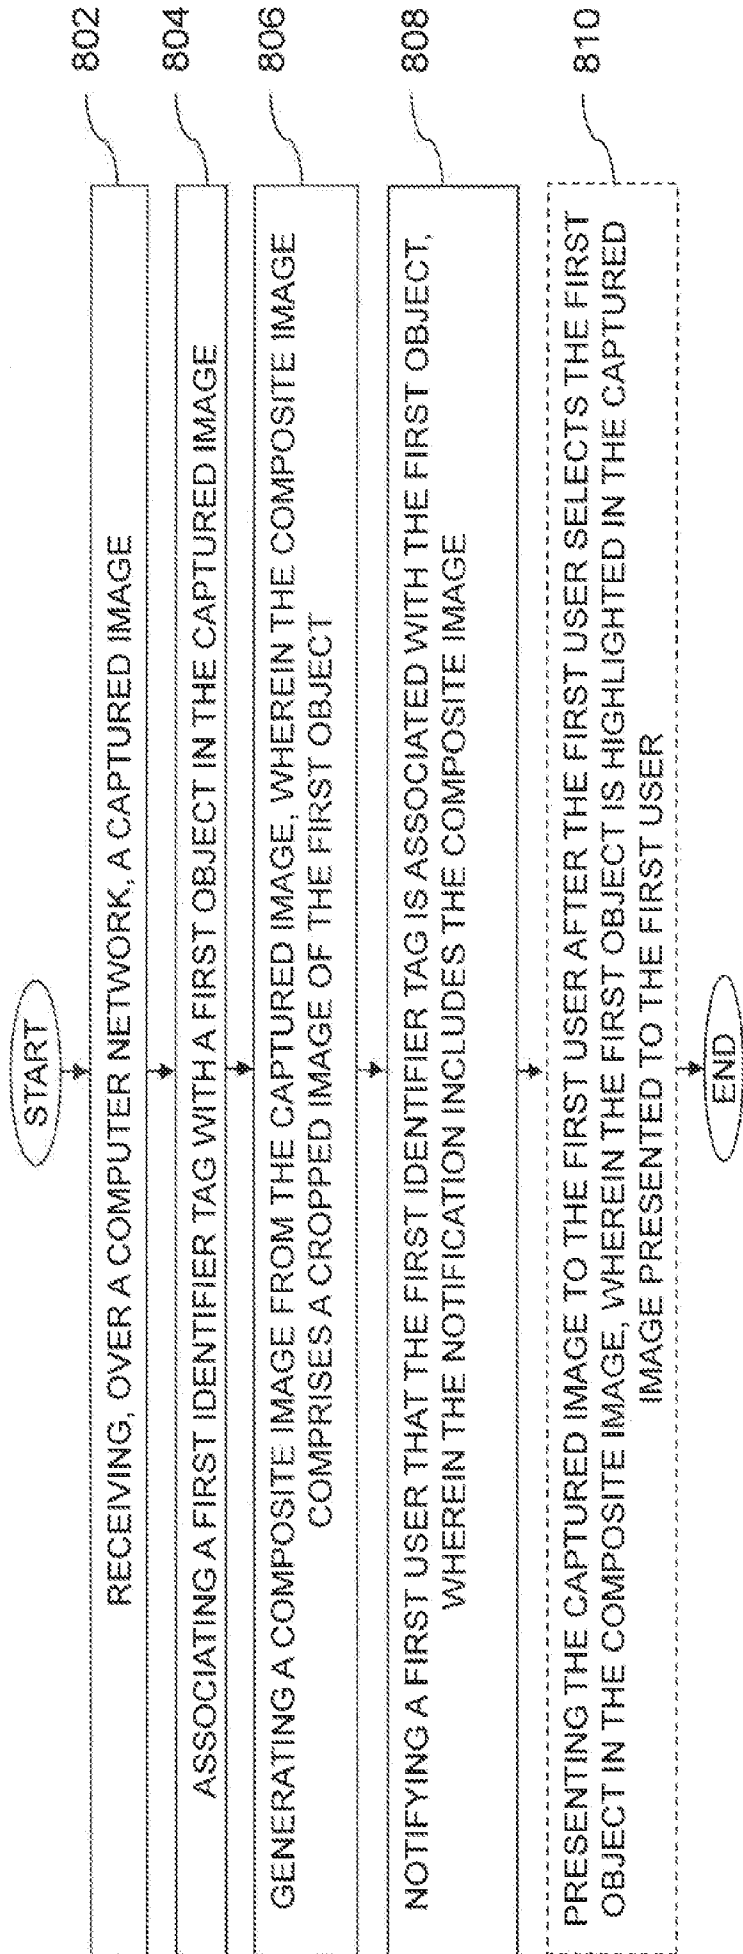 START
RECEIVING, OVER A COMPUTER NETWORK, A CAPTURED IMAGE
802
ASSOCIATING A FIRST IDENTIFIER TAG WITH A FIRST OBJECT IN THE CAPTURED IMAGE
804
GENERATING A COMPOSITE IMAGE FROM THE CAPTURED IMAGE, WHEREIN THE COMPOSITE IMAGE
COMPRISES A CROPPED IMAGE OF THE FIRST OBJECT
806
NOTIFYING A FIRST USER THAT THE FIRST IDENTIFIER TAG IS ASSOCIATED WITH THE FIRST OBJECT,
WHEREIN THE NOTIFICATION INCLUDES THE COMPOSITE IMAGE
808
PRESENTING THE CAPTURED IMAGE TO THE FIRST USER AFTER THE FIRST USER SELECTS THE FIRST
OBJECT IN THE COMPOSITE IMAGE, WHEREIN THE FIRST OBJECT IS HIGHLIGHTED IN THE CAPTURED
IMAGE PRESENTED TO THE FIRST USER
810
END